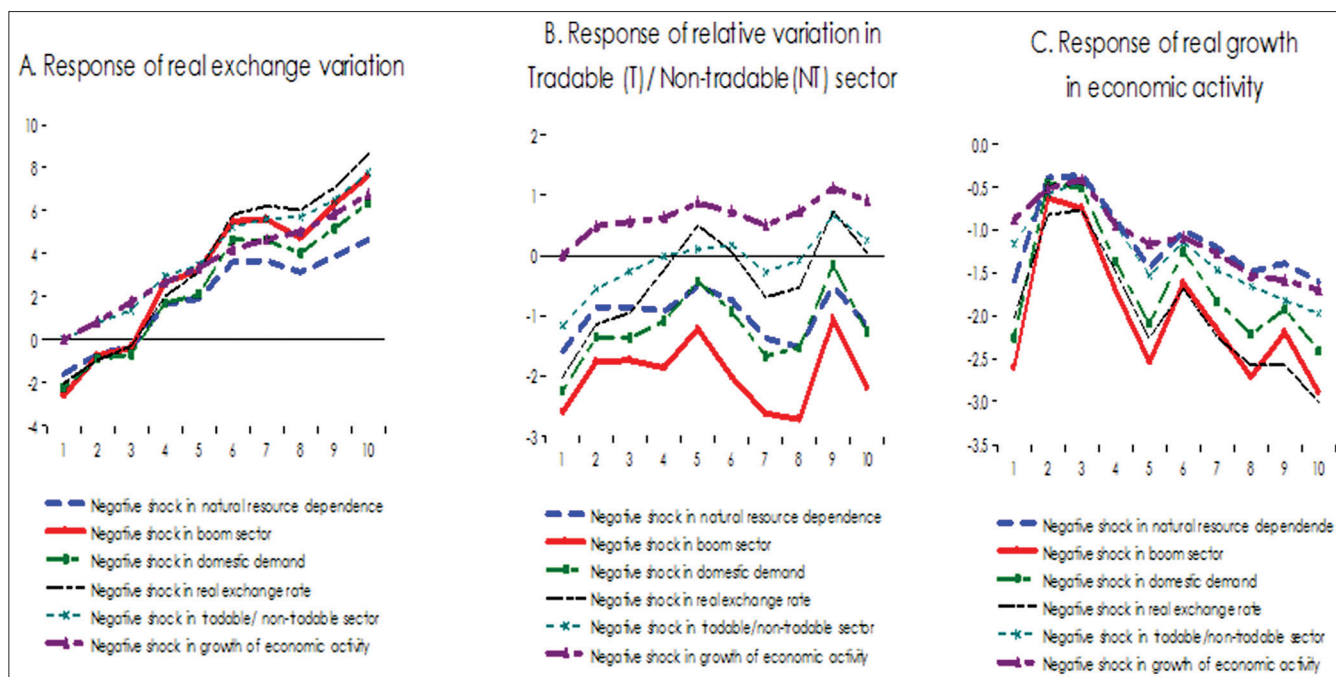 A. Response of real exchange variation
10
8
6
4
2
0
-2
-4
1 2 3 4 5 6 7 8 9 10
Negative shock in natural resource dependence
Negative shock in boom sector
Negative shock in domestic demand
Negative shock in real exchange rate
Negative shock in tradable/ non-tradable sector
Negative shock in growth of economic activity
B. Response of relative variation in
Tradable (T)/ Non-tradable(NT) sector
2
1
0
-1
-2
-3
1 2 3 4 5 6 7 8 9 10
Negative shock in natural resource dependence
Negative shock in boom sector
Negative shock in domestic demand
Negative shock in real exchange rate
Negative shock in tradable/non-tradable sector
Negative shock in growth of economic activity
C. Response of real growth
in economic activity
0.0
-0.5
-1.0
-1.5
-2.0
-2.5
-3.0
-3.5
1 2 3 4 5 6 7 8 9 10
Negative shock in natural resource dependende
Negative shock in boom sector
Negative shock in domestic demand
Negative shock in real exchange rate
Negative shock in tradable/non-tradable sector
Negative shock in growth of economic activity